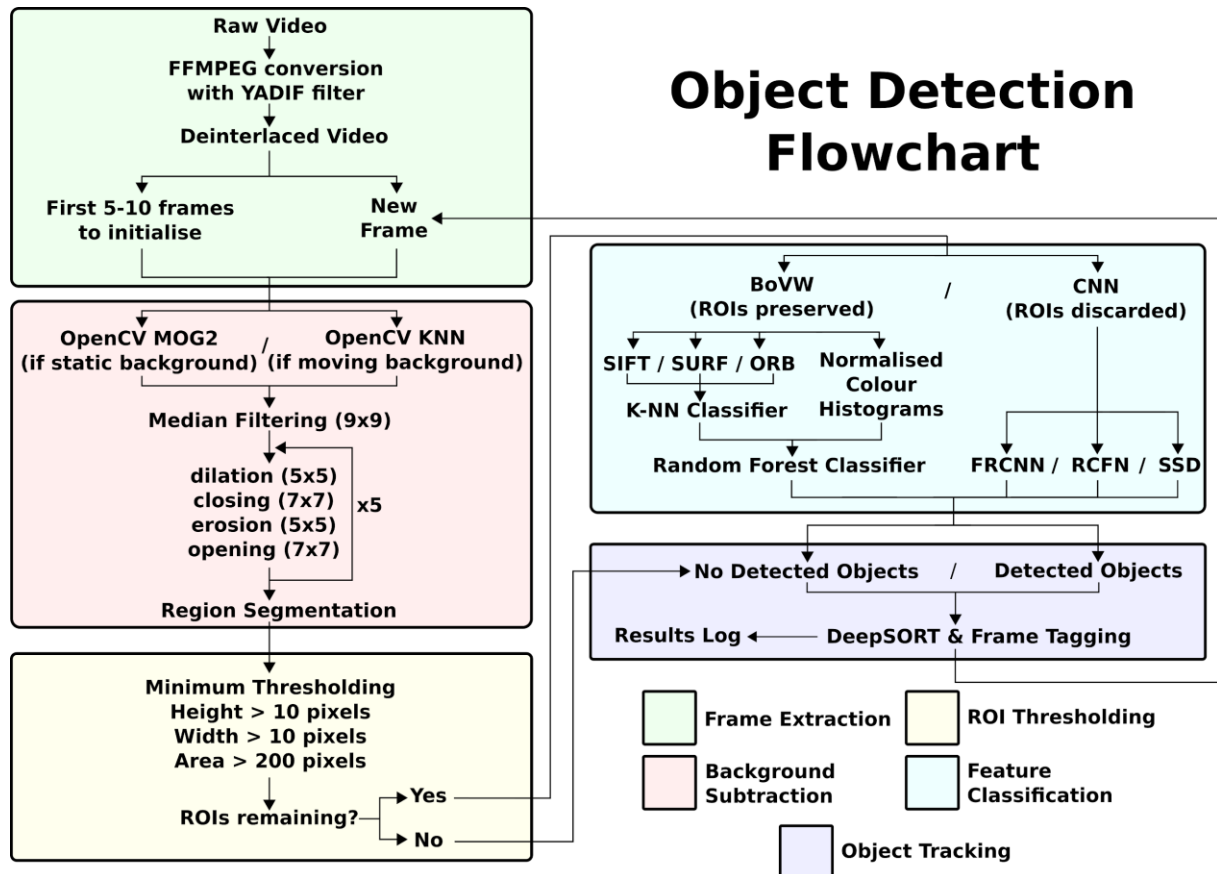 Object Detection
Flowchart
Raw Video
FFMPEG conversion
with YADIF filter
Deinterlaced Video
First 5-10 frames
to initialise
New
Frame
OpenCV MOG2
(if static background)
/
OpenCV KNN
(if moving background)
Median Filtering (9x9)
dilation (5x5)
closing (7x7)
erosion (5x5)
opening (7x7)
x5
Region Segmentation
Minimum Thresholding
Height > 10 pixels
Width > 10 pixels
Area > 200 pixels
ROIs remaining?
Yes
No
BoVW
(ROIs preserved)
/
CNN
(ROIs discarded)
SIFT / SURF / ORB
Normalised
Colour
Histograms
K-NN Classifier
Random Forest Classifier
FRCNN / RCFN / SSD
No Detected Objects / Detected Objects
Results Log
DeepSORT & Frame Tagging
Frame Extraction
ROI Thresholding
Background
Subtraction
Feature
Classification
Object Tracking